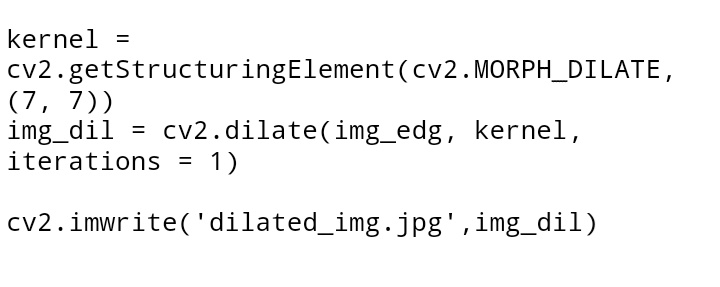 kernel =
cv2.getStructuringElement(cv2.MORPH_DILATE,
(7, 7))
img_dil = cv2.dilate(img_edg, kernel,
iterations = 1)
cv2.imwrite('dilated_img.jpg',img_dil)